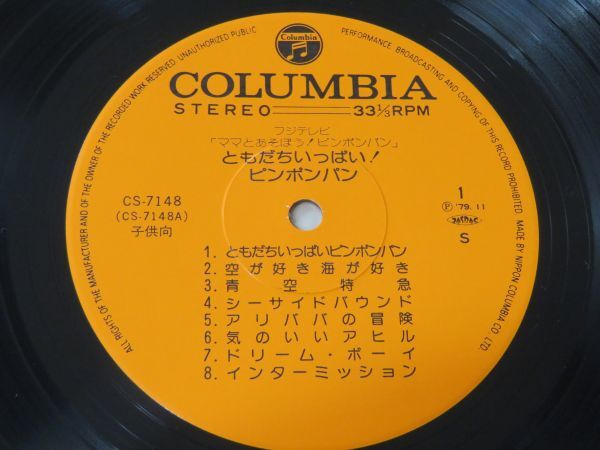 ALL RIGHTS OF THE MANUFACTURER AND OF THE OWNER OF THE RECORDED WORK RESERVED. UNAUTHORIZED PUBLIC PERFORMANCE, BROADCASTING AND COPYING OF THIS RECORD PROHIBITED
Columbia
COLUMBIA
STEREO 33⅓RPM
フジテレビ
「ママとあそぼう!ピンポンパン」
ともだちいっぱい!
ピンポンパン
CS-7148
(CS-7148A)
子供向
1
Ⓟ '79.11
S
1. ともだちいっぱいピンポンパン
2. 空が好き海が好き
3. 青空特急
4. シーサイドバウンド
5. アリババの冒険
6. 気のいいアヒル
7. ドリーム・ボーイ
8. インターミッション
MADE BY NIPPON COLUMBIA CO. LTD.